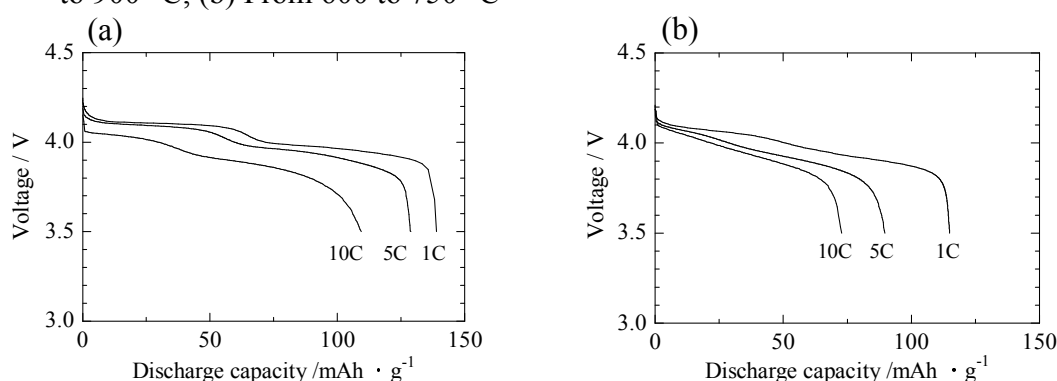 to 900 °C; (b) From 600 to 750 °C
(a)
4.5
4.0
3.5
3.0
Voltage / V
10C 5C 1C
0 50 100 150
Discharge capacity /mAh · g-1
(b)
4.5
4.0
3.5
3.0
Voltage / V
10C 5C 1C
0 50 100 150
Discharge capacity /mAh · g-1